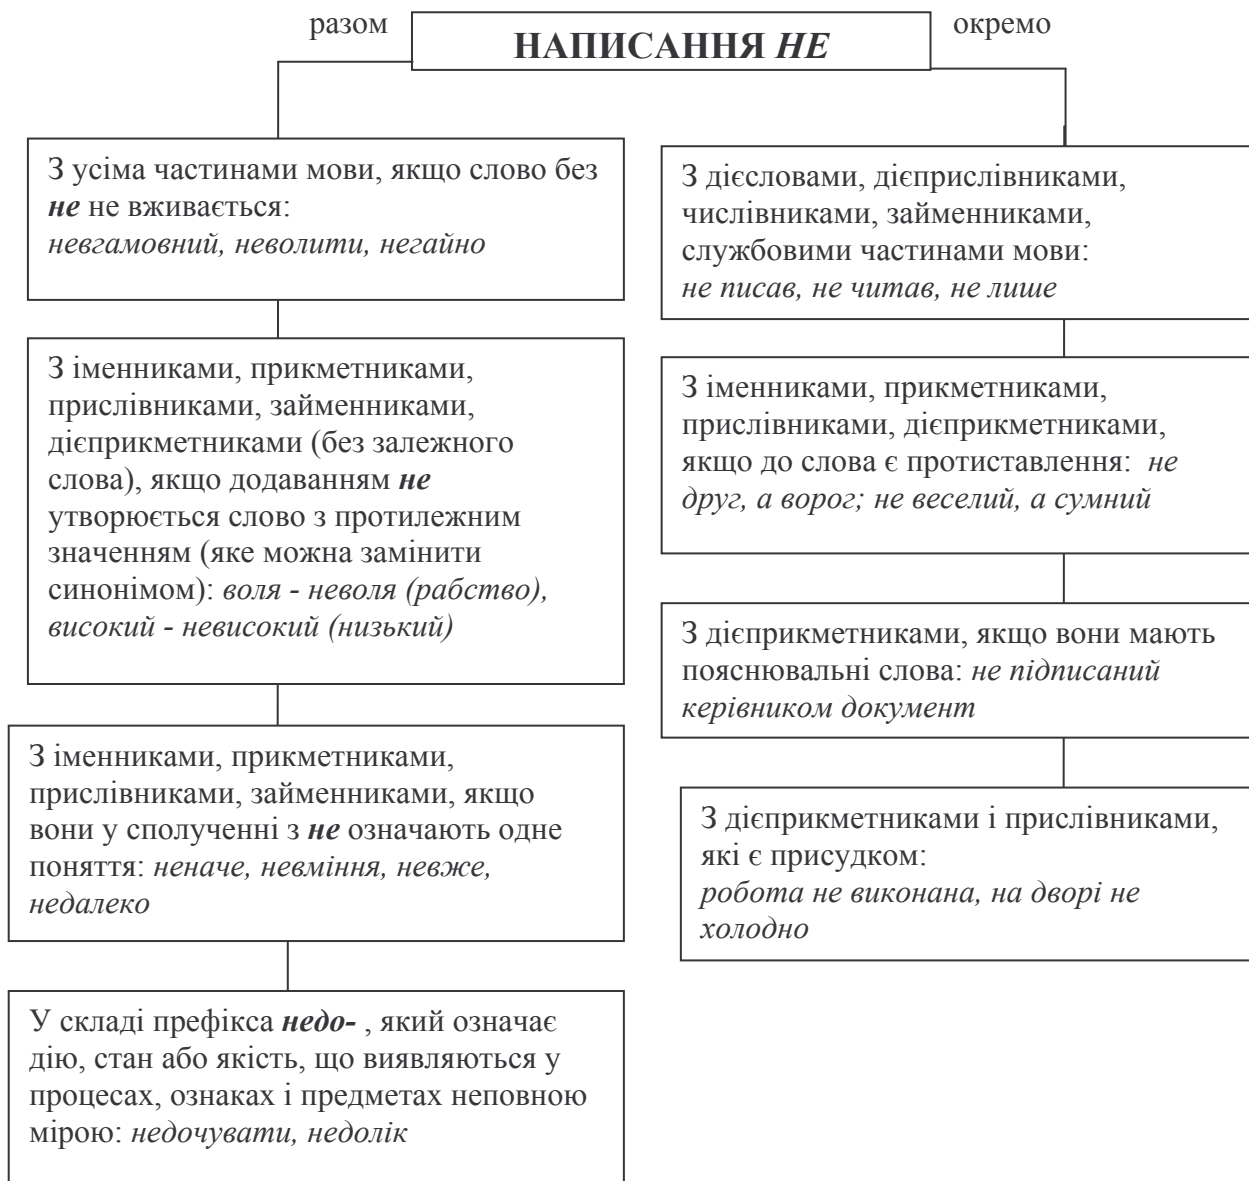 разом
НАПИСАННЯ НЕ
окремо
З усіма частинами мови, якщо слово без
не не вживається:
невгамовний, неволити, негайно
З іменниками, прикметниками,
прислівниками, займенниками,
дієприкметниками (без залежного
слова), якщо додаванням не
утворюється слово з протилежним
значенням (яке можна замінити
синонімом): воля - неволя (рабство),
високий - невисокий (низький)
З іменниками, прикметниками,
прислівниками, займенниками, якщо
вони у сполученні з не означають одне
поняття: неначе, невміння, невже,
недалеко
У складі префікса недо- , який означає
дію, стан або якість, що виявляються у
процесах, ознаках і предметах неповною
мірою: недочувати, недолік
З дієсловами, дієприслівниками,
числівниками, займенниками,
службовими частинами мови:
не писав, не читав, не лише
З іменниками, прикметниками,
прислівниками, дієприкметниками,
якщо до слова є протиставлення: не
друг, а ворог; не веселий, а сумний
З дієприкметниками, якщо вони мають
пояснювальні слова: не підписаний
керівником документ
З дієприкметниками і прислівниками,
які є присудком:
робота не виконана, на дворі не
холодно